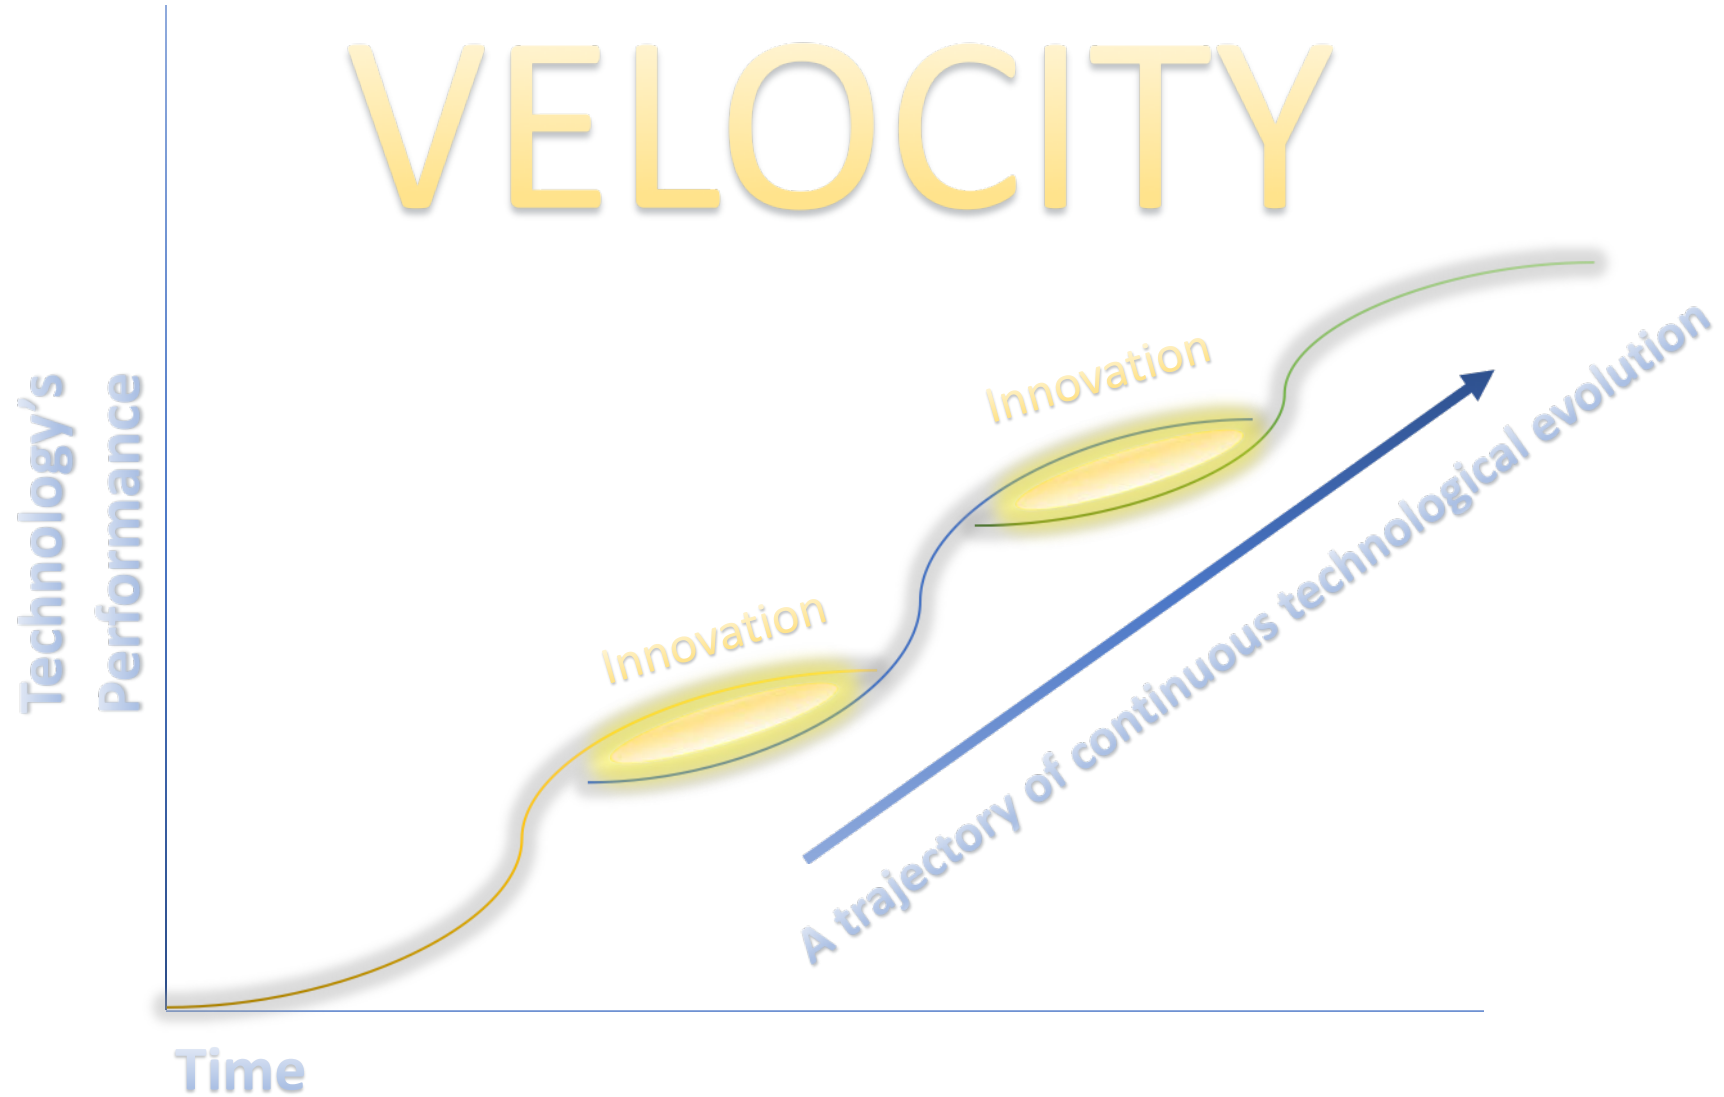 VELOCITY
Innovation
Innovation
A trajectory of continuous technological evolution
Technology’s
Performance
Time